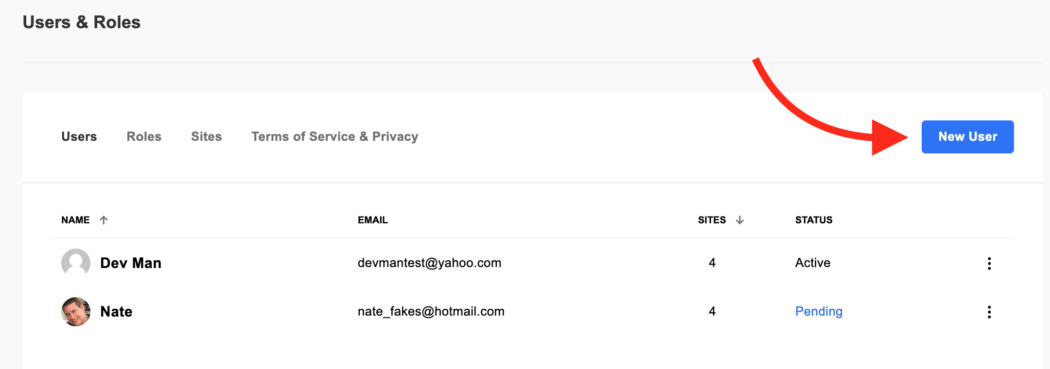 Users & Roles
Users Roles Sites Terms of Service & Privacy New User
NAME EMAIL SITES STATUS
Dev Man devmantest@yahoo.com 4 Active
Nate nate_fakes@hotmail.com 4 Pending